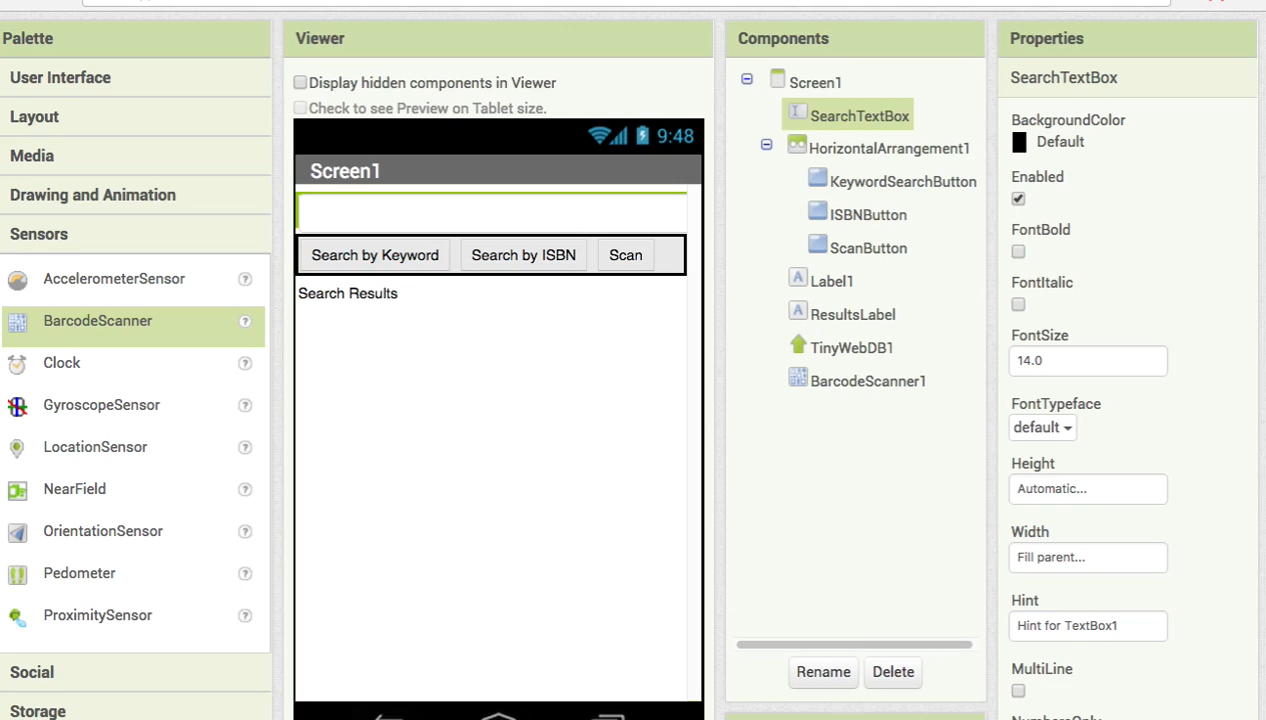 Palette
User Interface
Layout
Media
Drawing and Animation
Sensors
AccelerometerSensor ?
BarcodeScanner ?
Clock ?
GyroscopeSensor ?
LocationSensor ?
NearField ?
OrientationSensor ?
Pedometer ?
ProximitySensor ?
Social
Storage
Viewer
Display hidden components in Viewer
Check to see Preview on Tablet size.
9:48
Screen1
Search by Keyword Search by ISBN Scan
Search Results
Components
Screen1
SearchTextBox
HorizontalArrangement1
KeywordSearchButton
ISBNButton
ScanButton
Label1
ResultsLabel
TinyWebDB1
BarcodeScanner1
Rename Delete
Properties
SearchTextBox
BackgroundColor
Default
Enabled
FontBold
FontItalic
FontSize
14.0
FontTypeface
default
Height
Automatic...
Width
Fill parent...
Hint
Hint for TextBox1
MultiLine
NumbersOnly